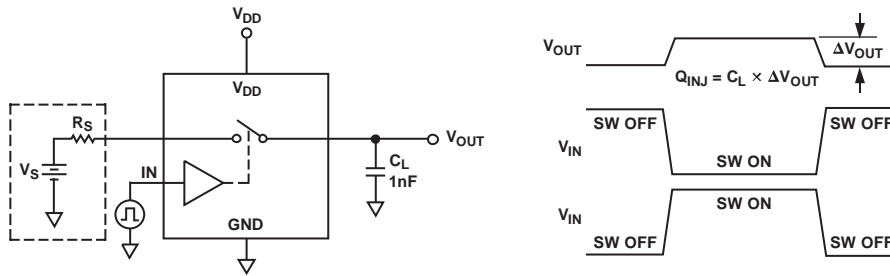 VDD
VDD
RS
VS
IN
VOUT
CL
1nF
GND
VOUT
ΔVOUT
QINJ = CL × ΔVOUT
SW OFF
SW OFF
VIN
SW ON
SW ON
VIN
SW OFF
SW OFF